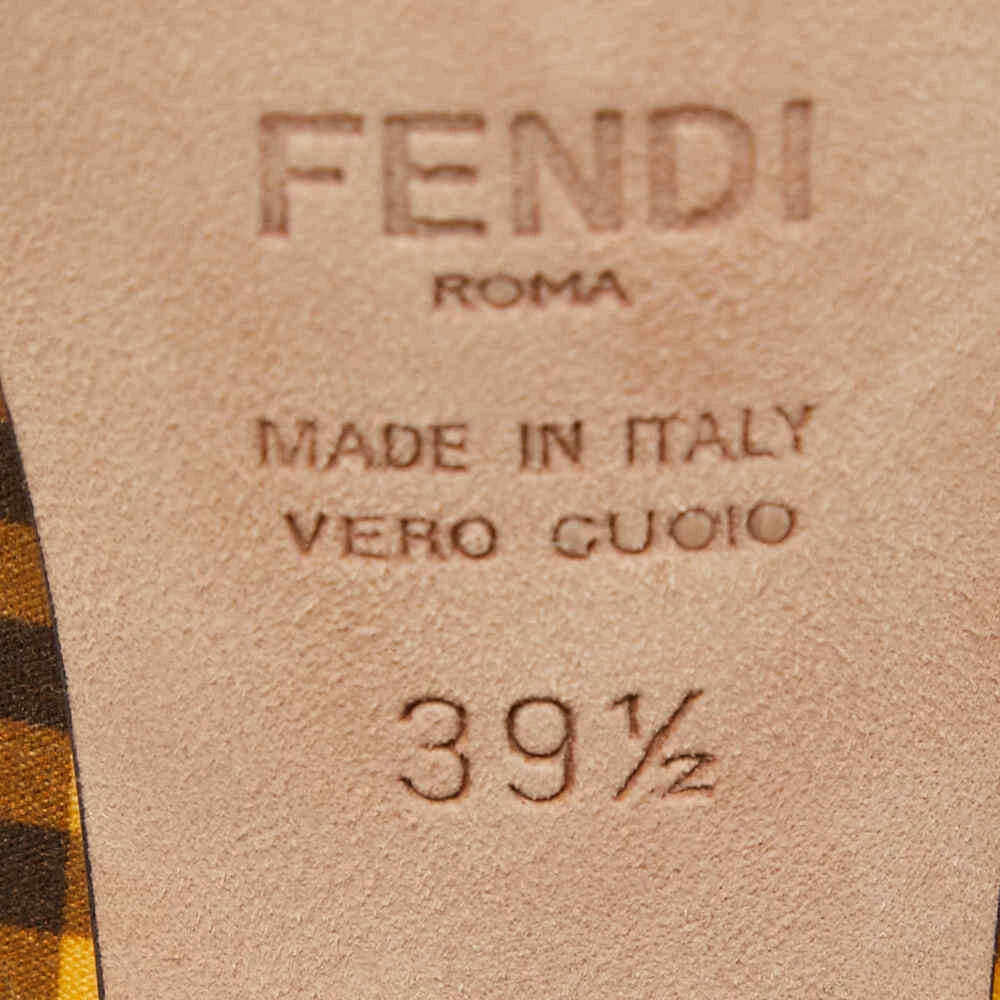 FENDI
ROMA
MADE IN ITALY
VERO CUOIO
39½